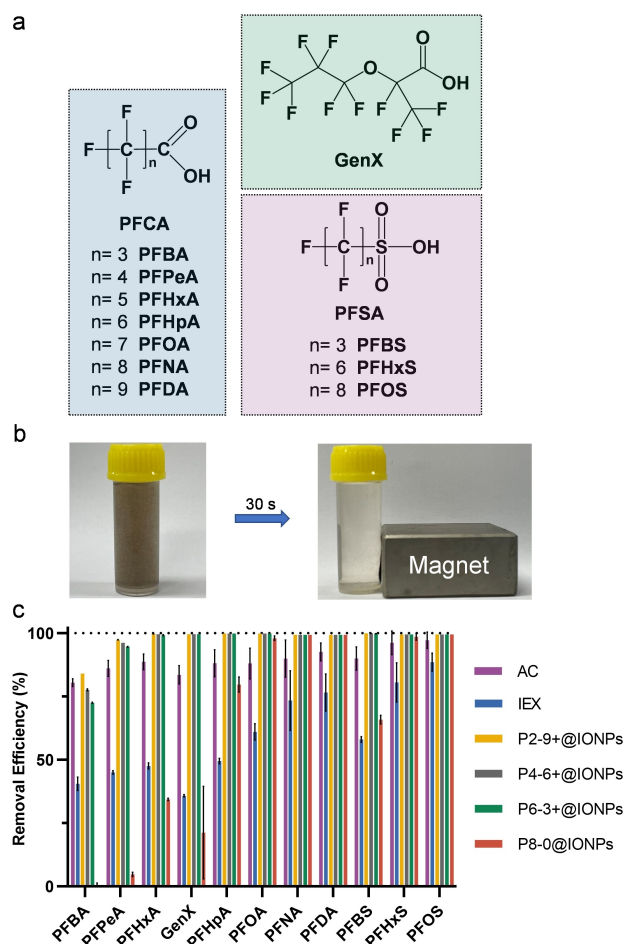 a
F
F
C
n
C
O
OH
F
PFCA
n= 3 PFBA
n= 4 PFPeA
n= 5 PFHxA
n= 6 PFHpA
n= 7 PFOA
n= 8 PFNA
n= 9 PFDA
F F
F O O
F OH
F F F F F
F F
GenX
F O
F C S OH
n
F O
PFSA
n= 3 PFBS
n= 6 PFHxS
n= 8 PFOS
b
30 s
Magnet
c
Removal Efficiency (%)
100
50
0
PFBA
PFPeA
PFHxA
GenX
PFHpA
PFOA
PFNA
PFDA
PFBS
PFHxS
PFOS
AC
IEX
P2-9+@IONPs
P4-6+@IONPs
P6-3+@IONPs
P8-0@IONPs